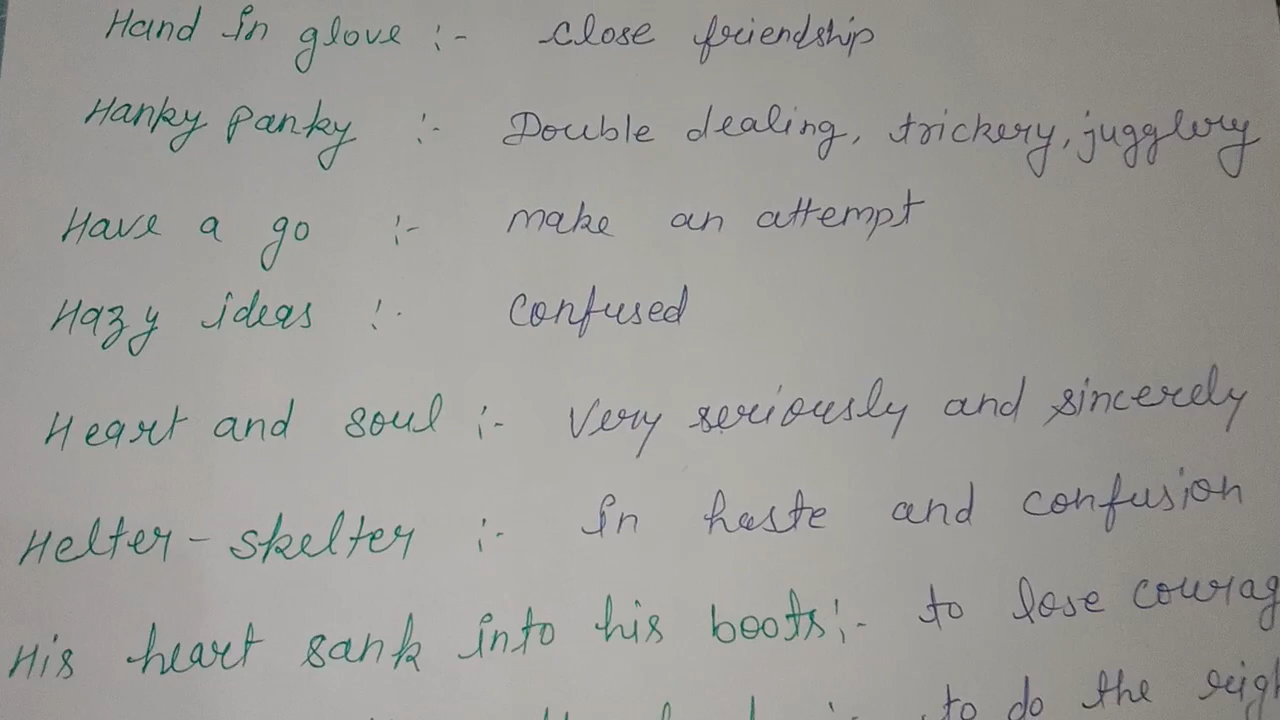 Hand in glove :- close friendship
Hanky panky :- Double dealing, trickery, jugglery
Have a go :- make an attempt
Hazy ideas :- confused
Heart and soul :- Very seriously and sincerely
Helter-skelter :- In haste and confusion
His heart sank into his boots :- to lose courag
:- to do the righ